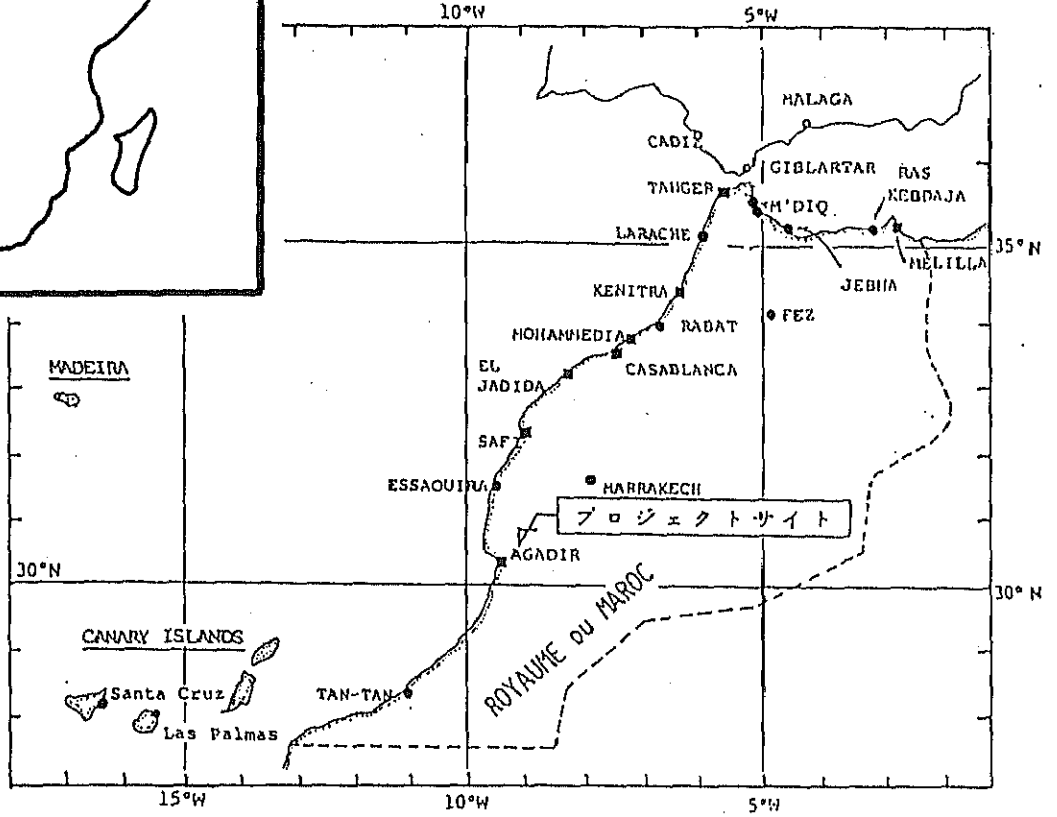 10°W
5°W
MALAGA
CADIZ
GIBLARTAR
RAS
KEBDAJA
TANGER
M'DIQ
LARACHE
35°N
MELILLA
JEBHA
KENITRA
FEZ
MOHAMMEDIA
RABAT
MADEIRA
EL
JADIDA
CASABLANCA
SAFI
ESSAOUIRA
MARRAKECH
プロジェクトサイト
AGADIR
30°N
30°N
ROYAUME DU MAROC
CANARY ISLANDS
Santa Cruz
TAN-TAN
Las Palmas
15°W
10°W
5°W